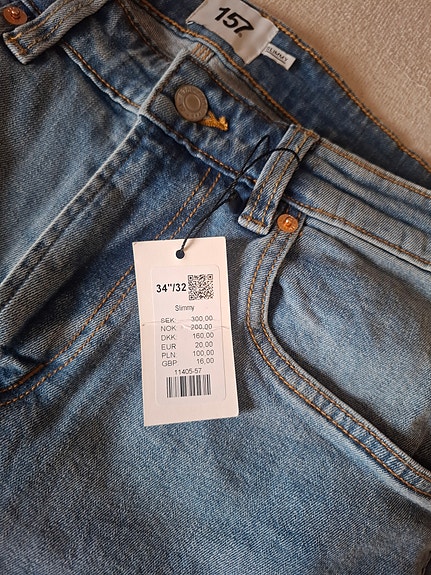 157
SLIMMY
34"/32
Slimmy
SEK 300,00
NOK 200,00
DKK: 160,00
EUR 20,00
PLN: 100,00
GBP 16,00
11405-57